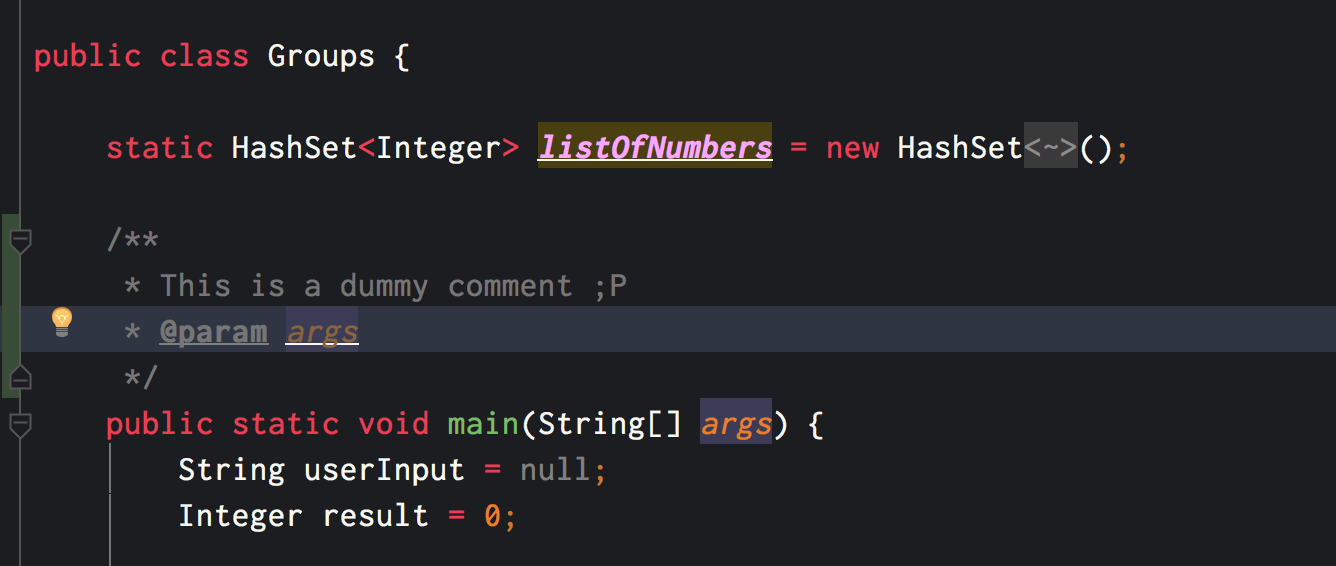 public class Groups {
static HashSet<Integer> listOfNumbers = new HashSet<~>();
/**
* This is a dummy comment ;P
* @param args
*/
public static void main(String[] args) {
String userInput = null;
Integer result = 0;